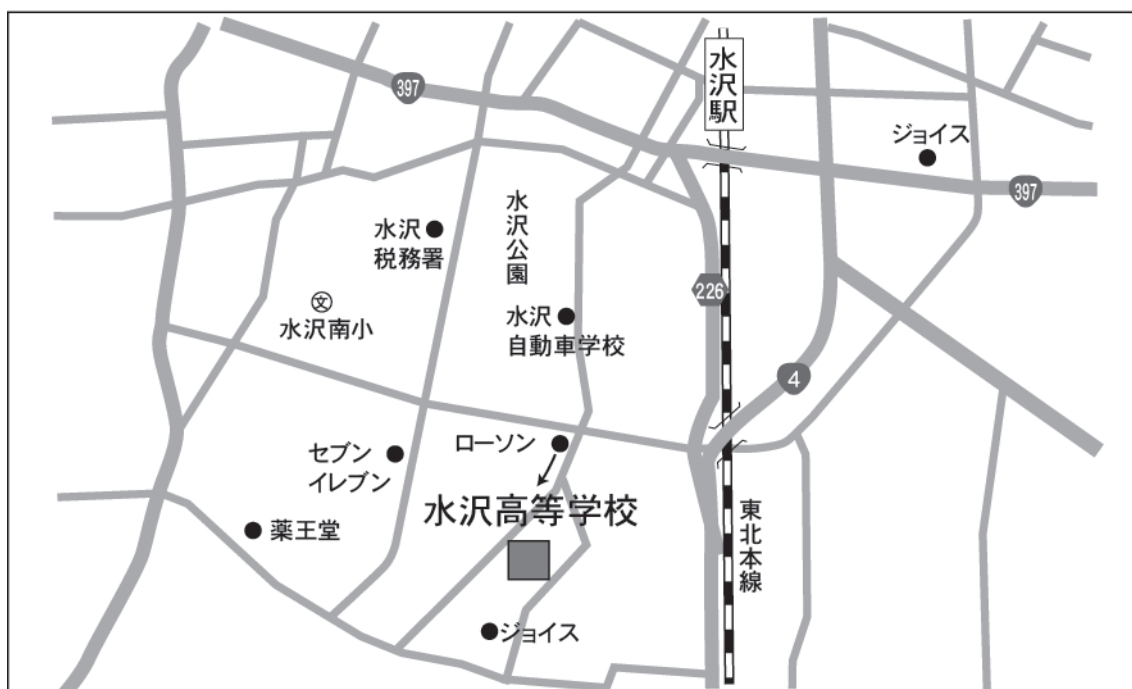 397
水沢駅
ジョイス
397
水沢
税務署
水沢公園
226
文
水沢南小
水沢
自動車学校
4
ローソン
セブン
イレブン
水沢高等学校
薬王堂
東北本線
ジョイス